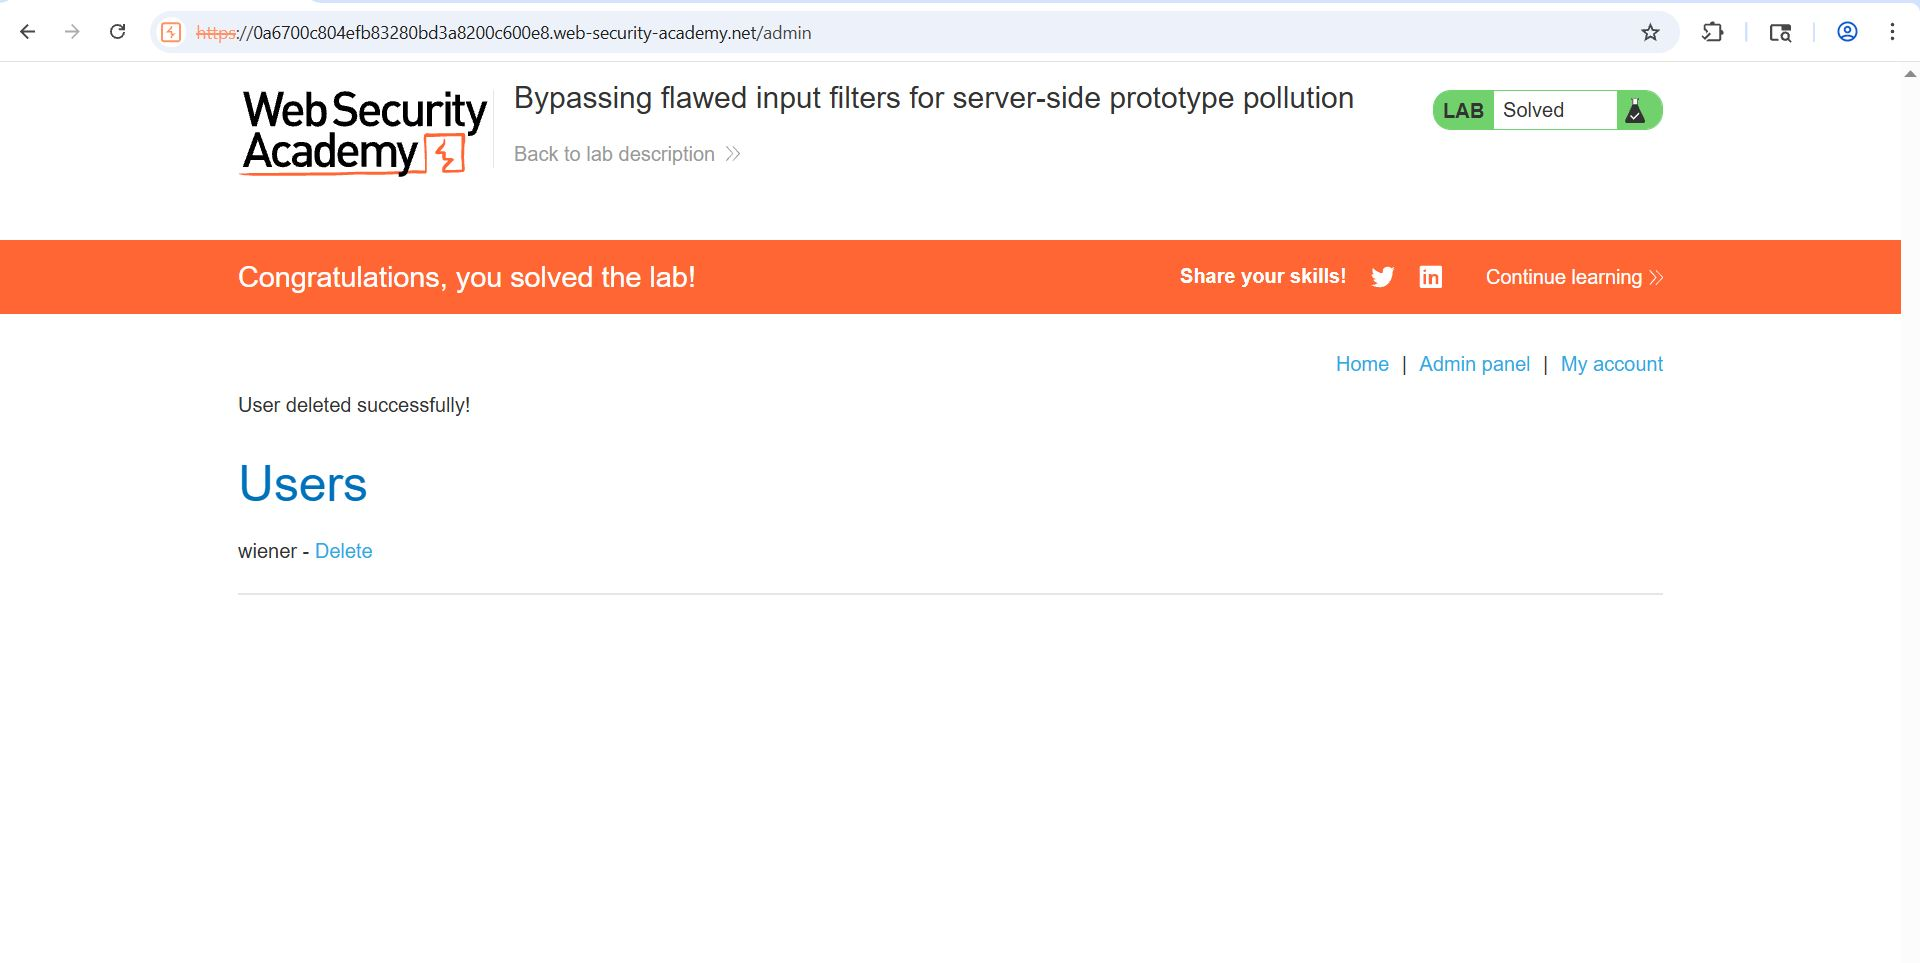 https://0a6700c804efb83280bd3a8200c600e8.web-security-academy.net/admin
Web Security
Academy
Bypassing flawed input filters for server-side prototype pollution
Back to lab description
LAB Solved
Congratulations, you solved the lab!
Share your skills!
Continue learning
Home | Admin panel | My account
User deleted successfully!
Users
wiener - Delete